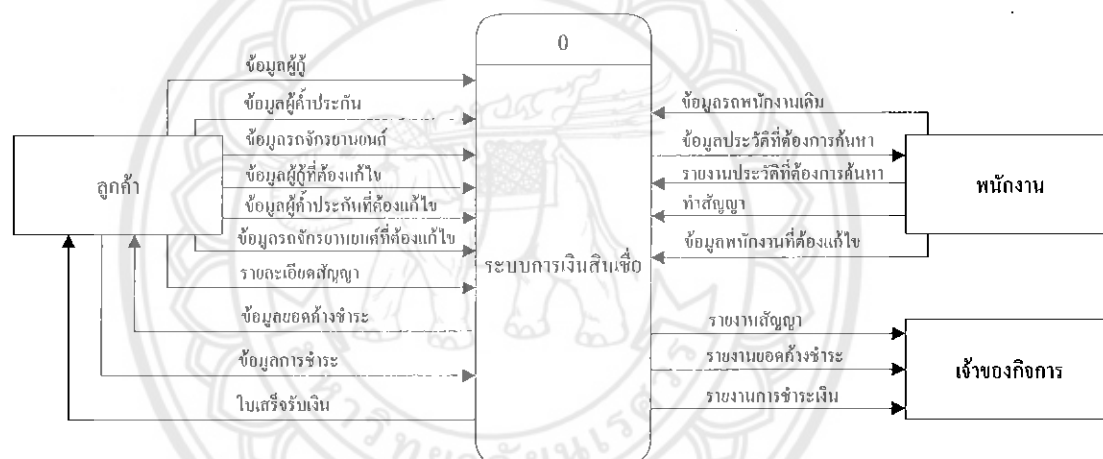 0
ข้อมูลผู้กู้
ข้อมูลผู้ค้ำประกัน
ข้อมูลรถจักรยานยนต์
ข้อมูลผู้กู้ที่ต้องแก้ไข
ข้อมูลผู้ค้ำประกันที่ต้องแก้ไข
ข้อมูลรถจักรยานยนต์ที่ต้องแก้ไข
รายละเอียดสัญญา
ข้อมูลยอดค้างชำระ
ข้อมูลการชำระ
ใบเสร็จรับเงิน
ลูกค้า
ระบบการเงินสินเชื่อ
ข้อมูลรถพนักงานเดิม
ข้อมูลประวัติที่ต้องการค้นหา
รายงานประวัติที่ต้องการค้นหา
ทำสัญญา
ข้อมูลพนักงานที่ต้องแก้ไข
พนักงาน
รายงานสัญญา
รายงานยอดค้างชำระ
รายงานการชำระเงิน
เจ้าของกิจการ